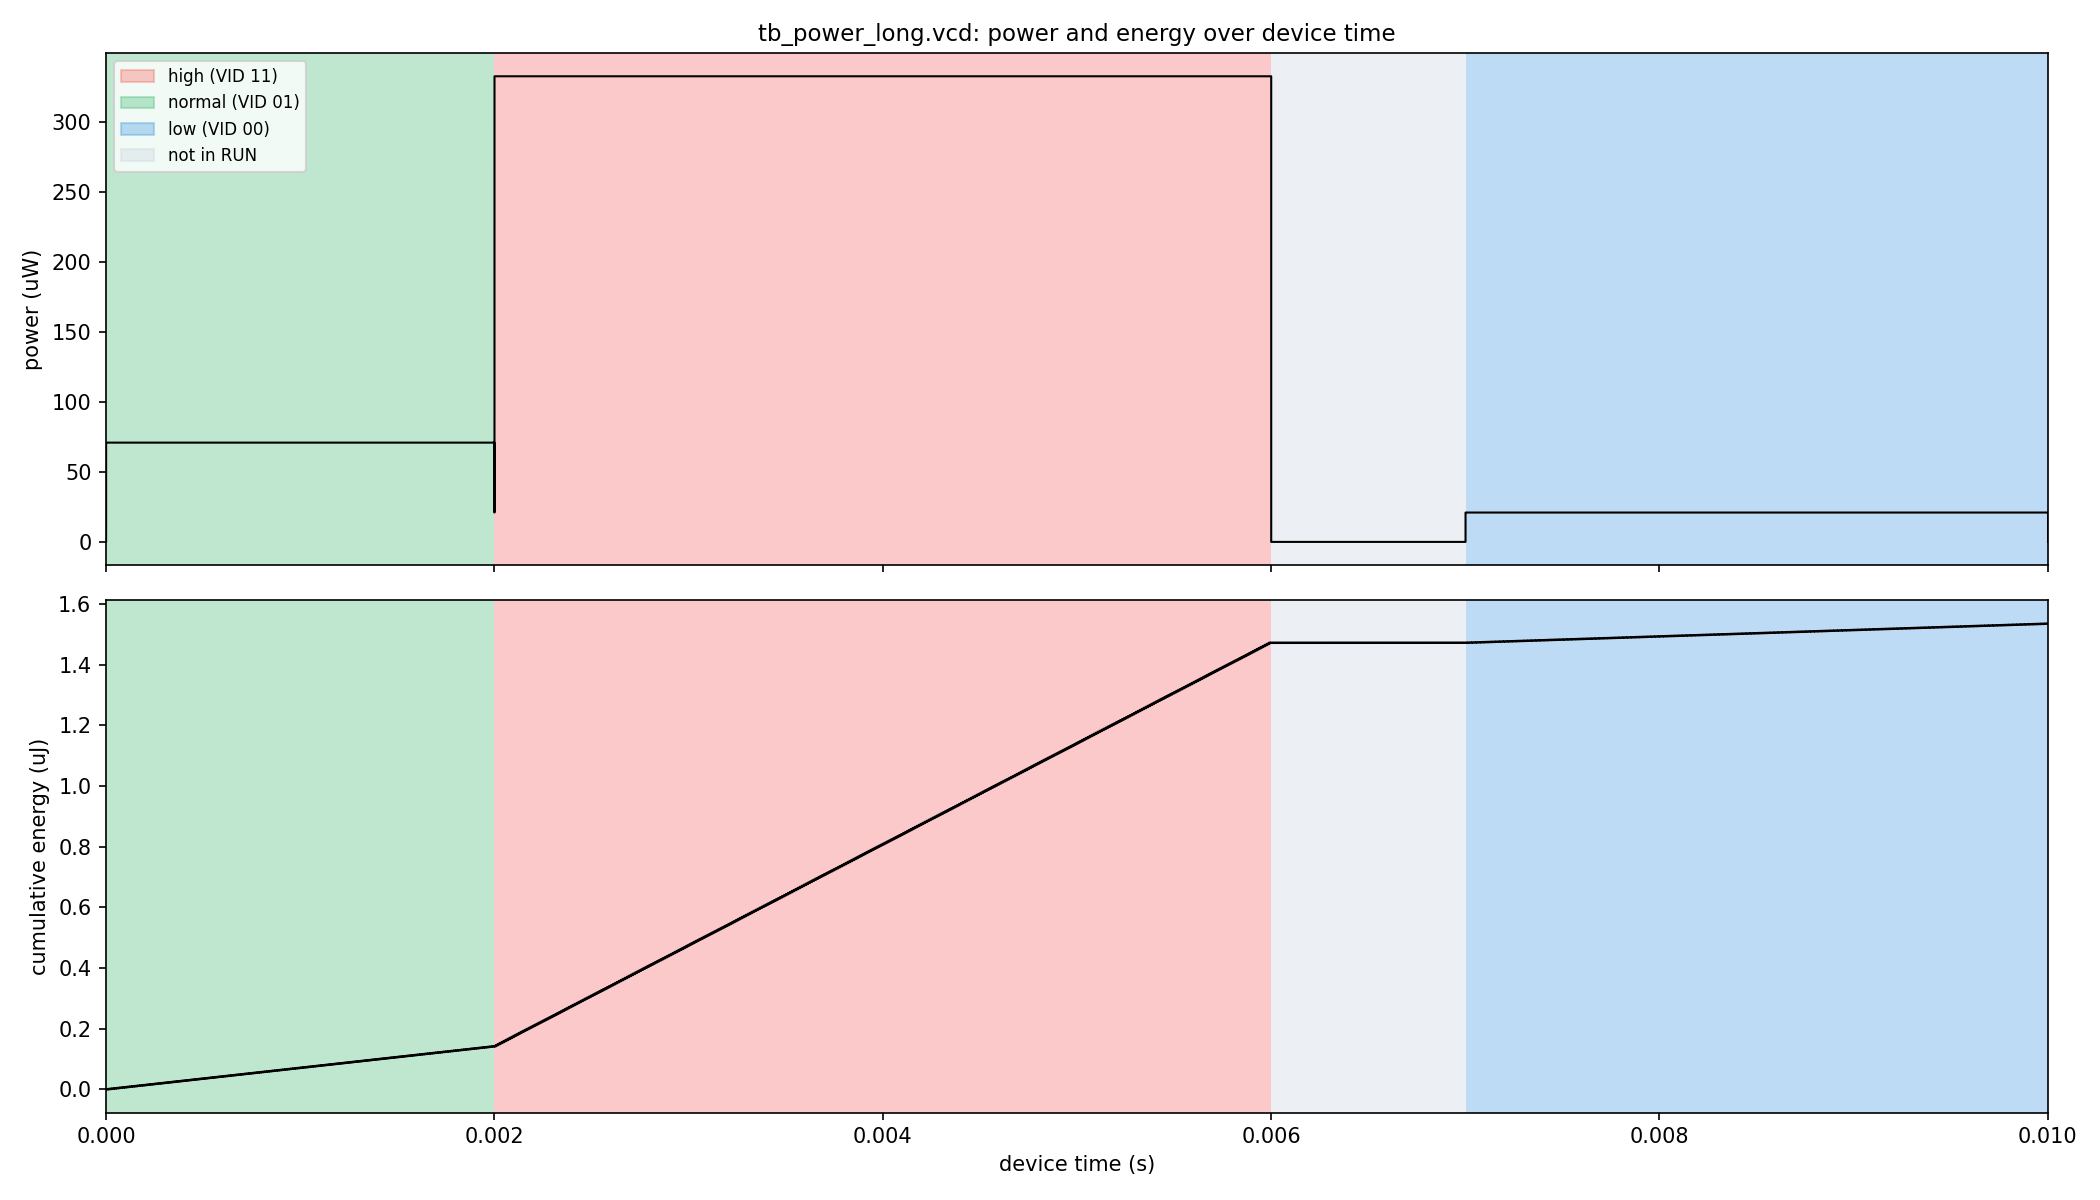 tb_power_long.vcd: power and energy over device time
high (VID 11)
normal (VID 01)
low (VID 00)
not in RUN
power (uW)
300
250
200
150
100
50
0
cumulative energy (uJ)
1.6
1.4
1.2
1.0
0.8
0.6
0.4
0.2
0.0
0.000 0.002 0.004 0.006 0.008 0.010
device time (s)